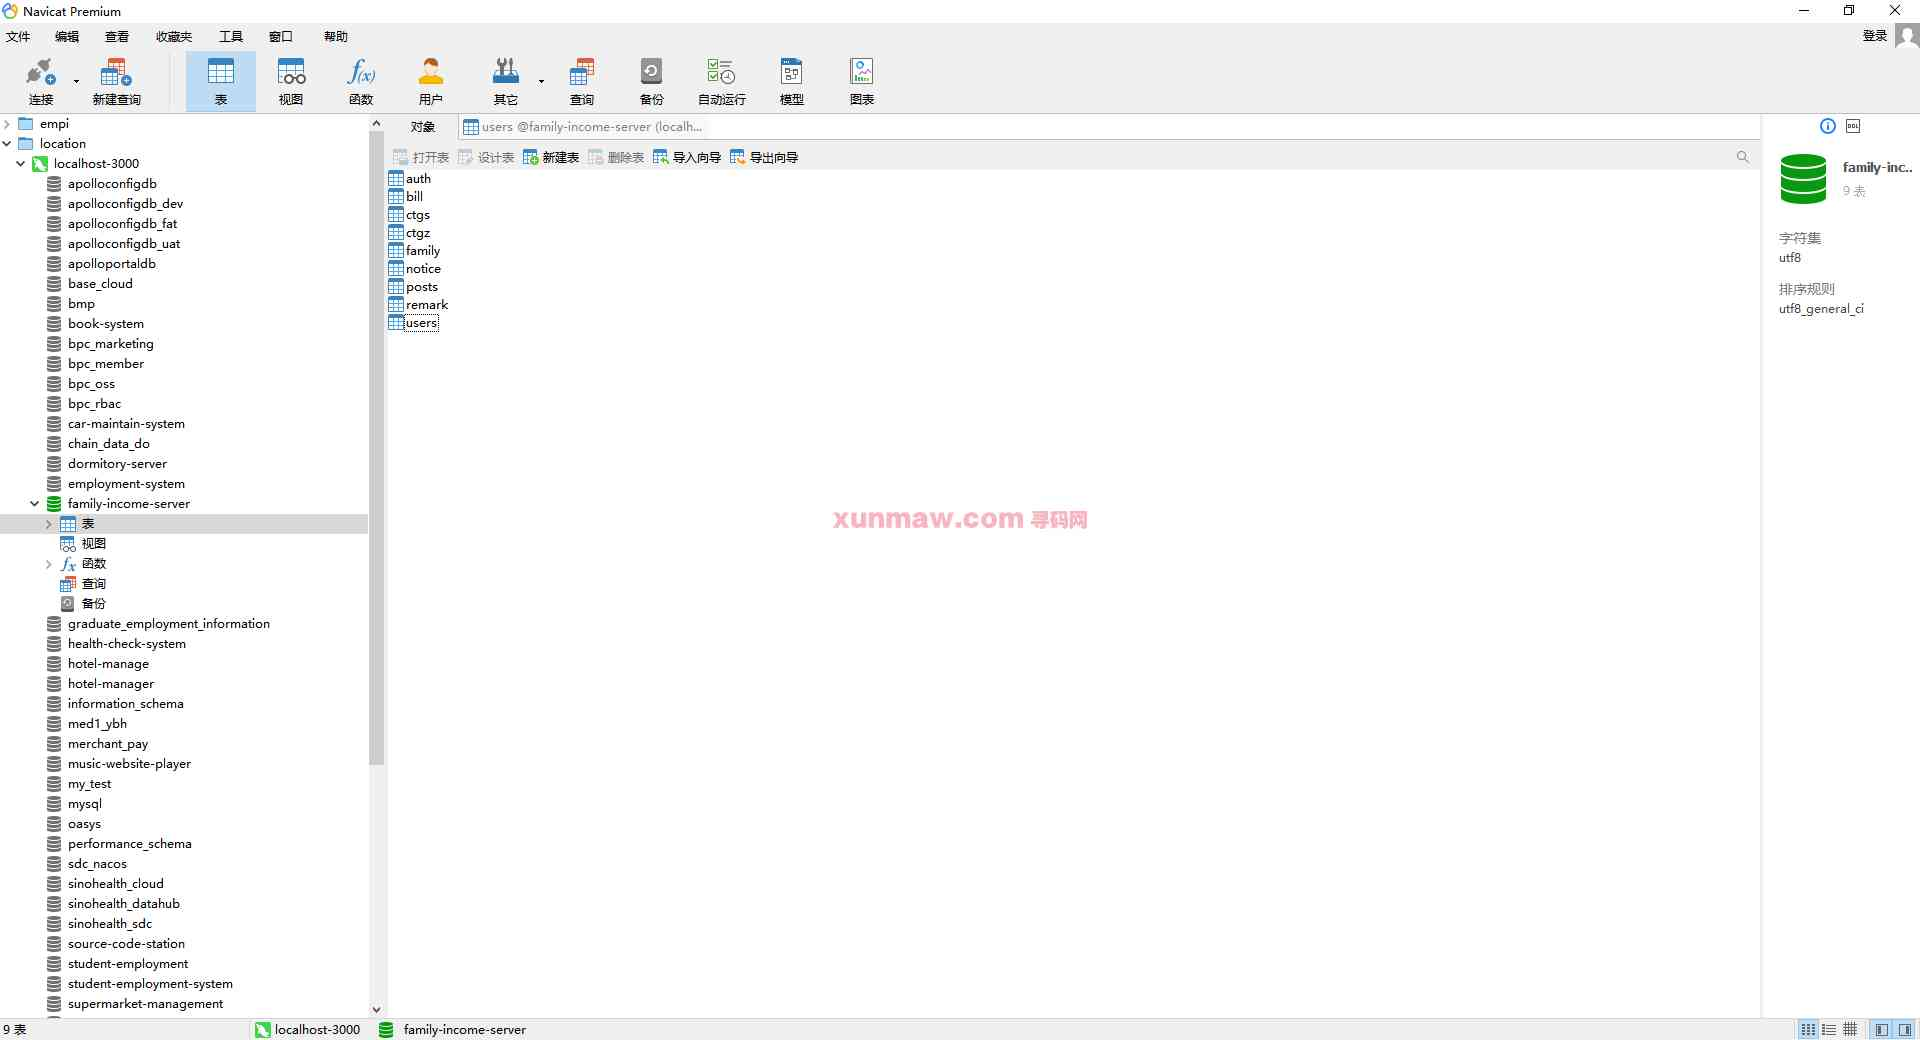 Navicat Premium
文件 编辑 查看 收藏夹 工具 窗口 帮助 登录
连接 新建查询 表 视图 函数 用户 其它 查询 备份 自动运行 模型 图表
empi
location
localhost-3000
apolloconfigdb
apolloconfigdb_dev
apolloconfigdb_fat
apolloconfigdb_uat
apolloportaldb
base_cloud
bmp
book-system
bpc_marketing
bpc_member
bpc_oss
bpc_rbac
car-maintain-system
chain_data_do
dormitory-server
employment-system
family-income-server
表
视图
函数
查询
备份
graduate_employment_information
health-check-system
hotel-manage
hotel-manager
information_schema
med1_ybh
merchant_pay
music-website-player
my_test
mysql
oasys
performance_schema
sdc_nacos
sinohealth_cloud
sinohealth_datahub
sinohealth_sdc
source-code-station
student-employment
student-employment-system
supermarket-management
对象 users @family-income-server (localh...
打开表 设计表 新建表 删除表 导入向导 导出向导
auth
bill
ctgs
ctgz
family
notice
posts
remark
users
xunmaw.com 寻码网
family-inc..
9 表
字符集
utf8
排序规则
utf8_general_ci
9 表 localhost-3000 family-income-server